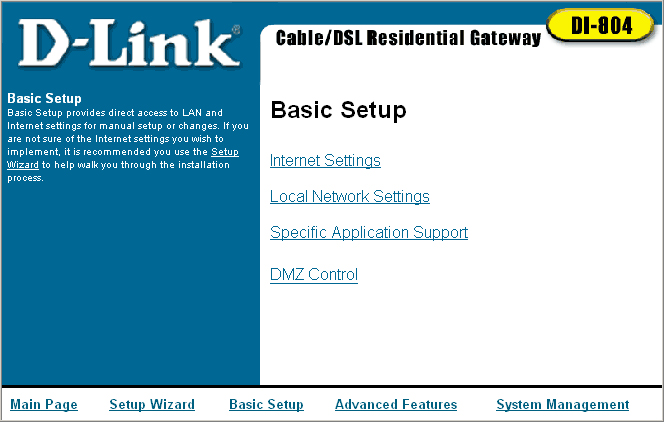 D-Link®
Cable/DSL Residential Gateway
DI-804
Basic Setup
Basic Setup provides direct access to LAN and
Internet settings for manual setup or changes. If you
are not sure of the Internet settings you wish to
implement, it is recommended you use the Setup
Wizard to help walk you through the installation
process.
Basic Setup
Internet Settings
Local Network Settings
Specific Application Support
DMZ Control
Main Page
Setup Wizard
Basic Setup
Advanced Features
System Management